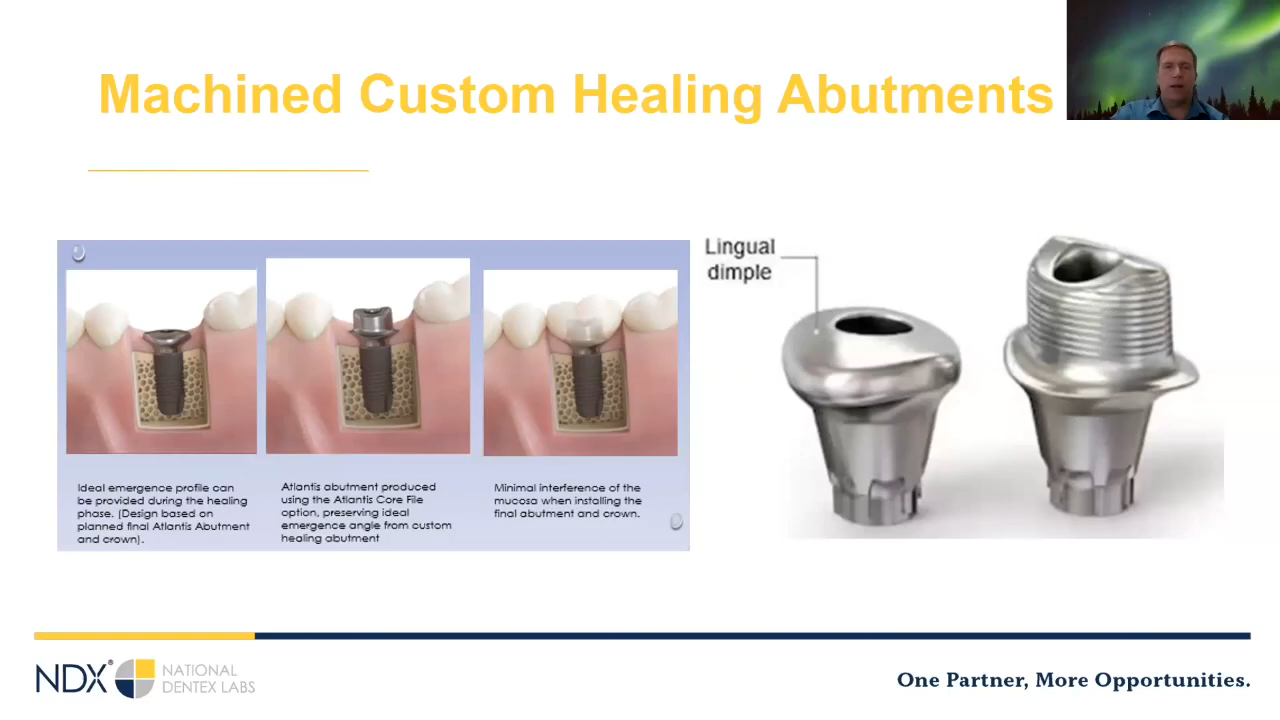 Machined Custom Healing Abutments
Lingual
dimple
Ideal emergence profile can
be provided during the healing
phase. (Design based on
planned final Atlantis Abutment
and crown).
Atlantis abutment produced
using the Atlantis Core File
option, preserving ideal
emergence angle from custom
healing abutment
Minimal interference of the
mucosa when installing the
final abutment and crown.
NDX®
NATIONAL
DENTEX LABS
One Partner, More Opportunities.